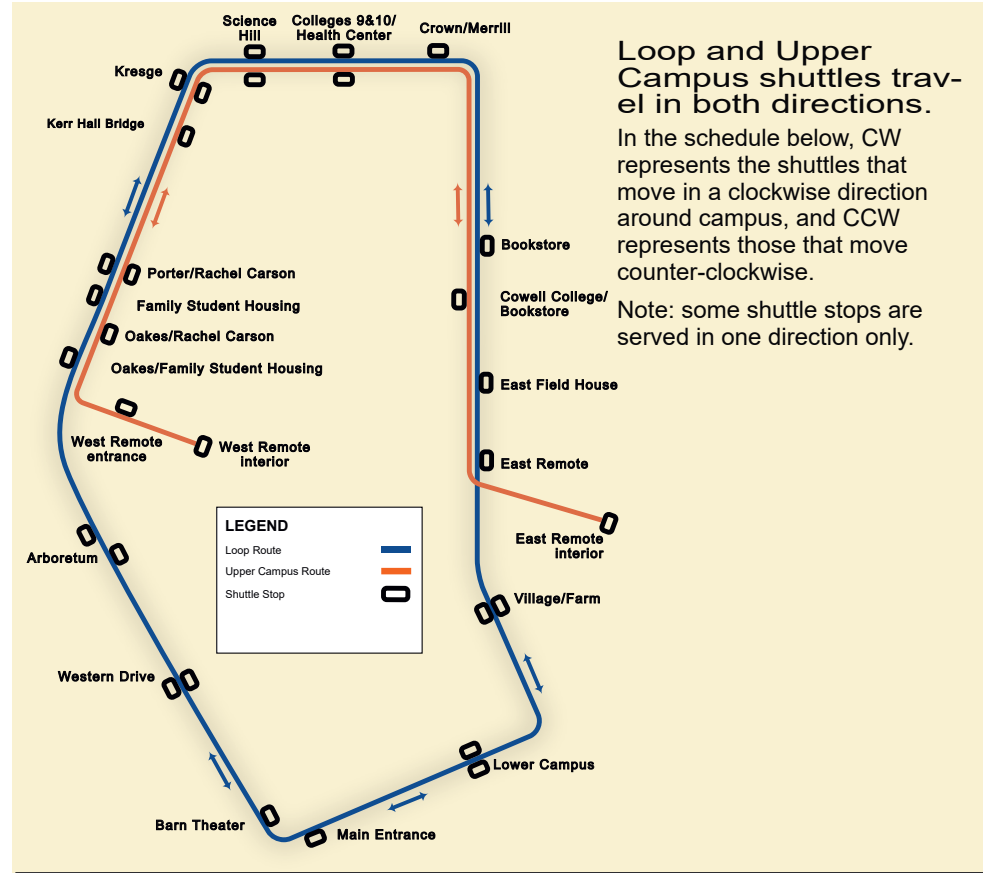 Science
Hill
Colleges 9&10/
Health Center
Crown/Merrill
Kresge
Kerr Hall Bridge
Porter/Rachel Carson
Family Student Housing
Oakes/Rachel Carson
Oakes/Family Student Housing
West Remote
entrance
West Remote
interior
Bookstore
Cowell College/
Bookstore
East Field House
East Remote
East Remote
interior
Arboretum
LEGEND
Loop Route
Upper Campus Route
Shuttle Stop
Village/Farm
Western Drive
Lower Campus
Barn Theater
Main Entrance
Loop and Upper
Campus shuttles trav-
el in both directions.
In the schedule below, CW
represents the shuttles that
move in a clockwise direction
around campus, and CCW
represents those that move
counter-clockwise.
Note: some shuttle stops are
served in one direction only.